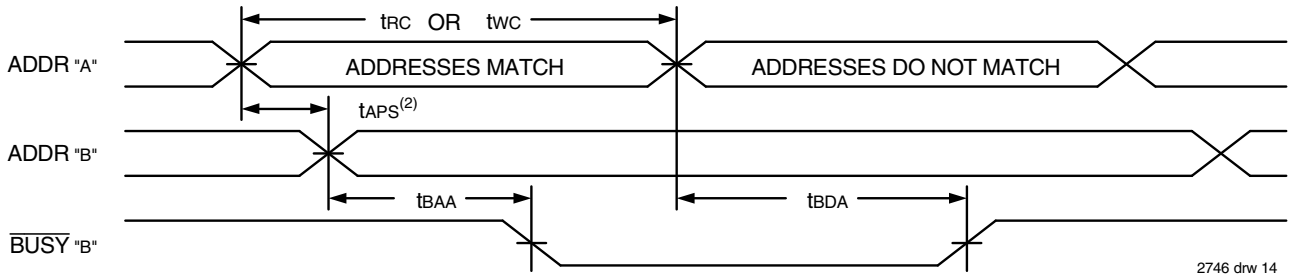 tRC OR tWC
ADDR "A"
ADDRESSES MATCH
ADDRESSES DO NOT MATCH
tAPS(2)
ADDR "B"
tBAA
tBDA
BUSY "B"
2746 drw 14